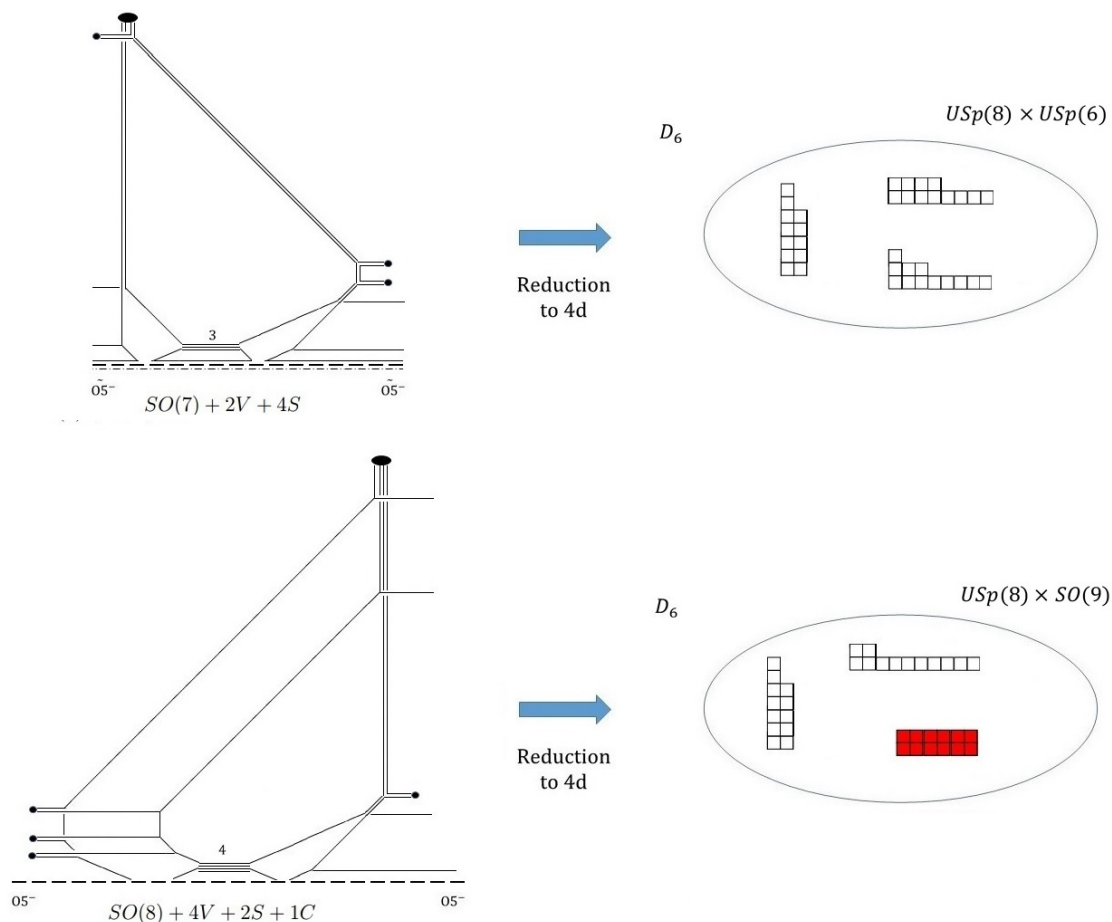 USp(8) × USp(6)
D₆
Reduction
to 4d
3
õ5⁻ õ5⁻
SO(7) + 2V + 4S
USp(8) × SO(9)
D₆
Reduction
to 4d
4
o5⁻ o5⁻
SO(8) + 4V + 2S + 1C